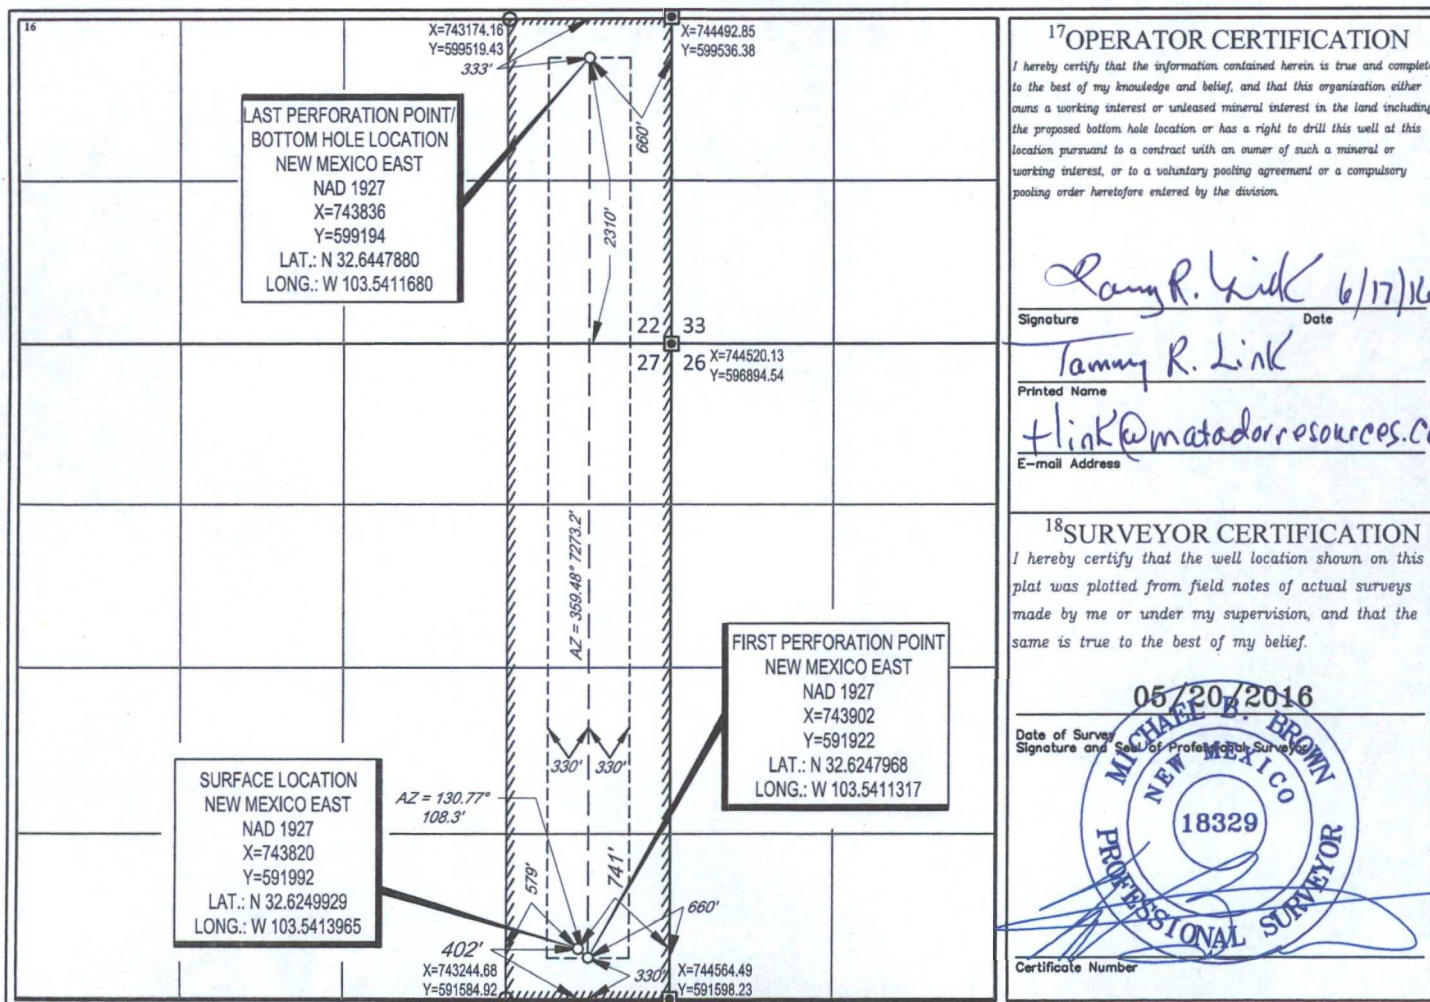 16
X=743174.16
Y=599519.43
333'
X=744492.85
Y=599536.38
660'
LAST PERFORATION POINT/
BOTTOM HOLE LOCATION
NEW MEXICO EAST
NAD 1927
X=743836
Y=599194
LAT.: N 32.6447880
LONG.: W 103.5411680
2310'
22 33
27 26
X=744520.13
Y=596894.54
AZ = 359.48° 7273.2'
FIRST PERFORATION POINT
NEW MEXICO EAST
NAD 1927
X=743902
Y=591922
LAT.: N 32.6247968
LONG.: W 103.5411317
330' 330'
SURFACE LOCATION
NEW MEXICO EAST
NAD 1927
X=743820
Y=591992
LAT.: N 32.6249929
LONG.: W 103.5413965
AZ = 130.77°
108.3'
579'
741'
660'
402'
330'
X=743244.68
Y=591584.92
X=744564.49
Y=591598.23
17 OPERATOR CERTIFICATION
I hereby certify that the information contained herein is true and complete
to the best of my knowledge and belief, and that this organization either
owns a working interest or unleased mineral interest in the land including
the proposed bottom hole location or has a right to drill this well at this
location pursuant to a contract with an owner of such a mineral or
working interest, or to a voluntary pooling agreement or a compulsory
pooling order heretofore entered by the division.
6/17/16
Signature Date
Tammy R. Link
Printed Name
tlink@matadorresources.co
E-mail Address
18 SURVEYOR CERTIFICATION
I hereby certify that the well location shown on this
plat was plotted from field notes of actual surveys
made by me or under my supervision, and that the
same is true to the best of my belief.
05/20/2016
Date of Survey
Signature and Seal of Professional Surveyor
MICHAEL B. BROWN
NEW MEXICO
18329
PROFESSIONAL SURVEYOR
Certificate Number